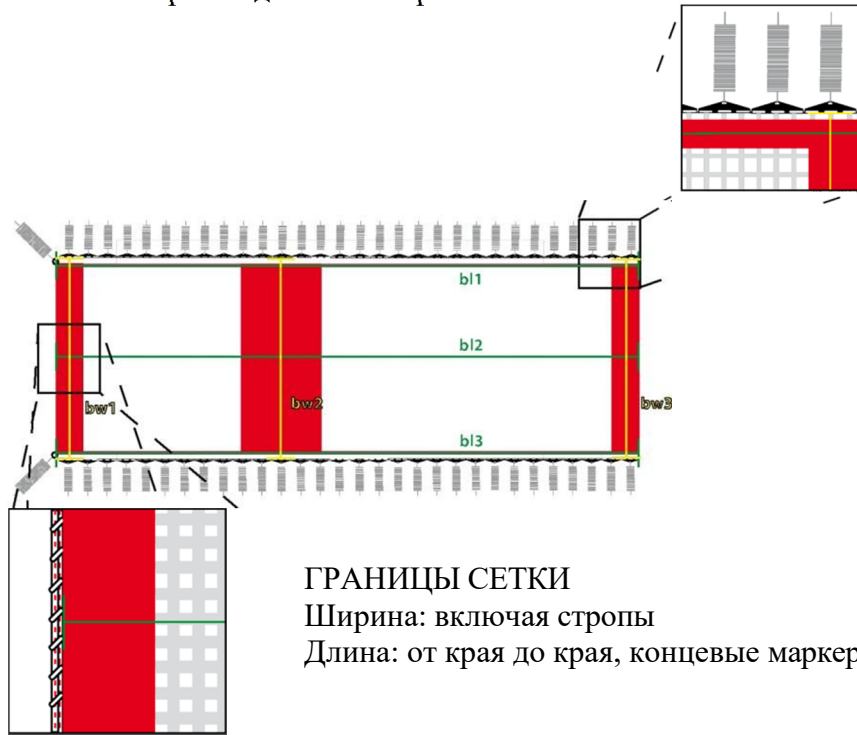 bl1
bl2
bw1
bw2
bw3
bl3
ГРАНИЦЫ СЕТКИ
Ширина: включая стропы
Длина: от края до края, концевые маркер